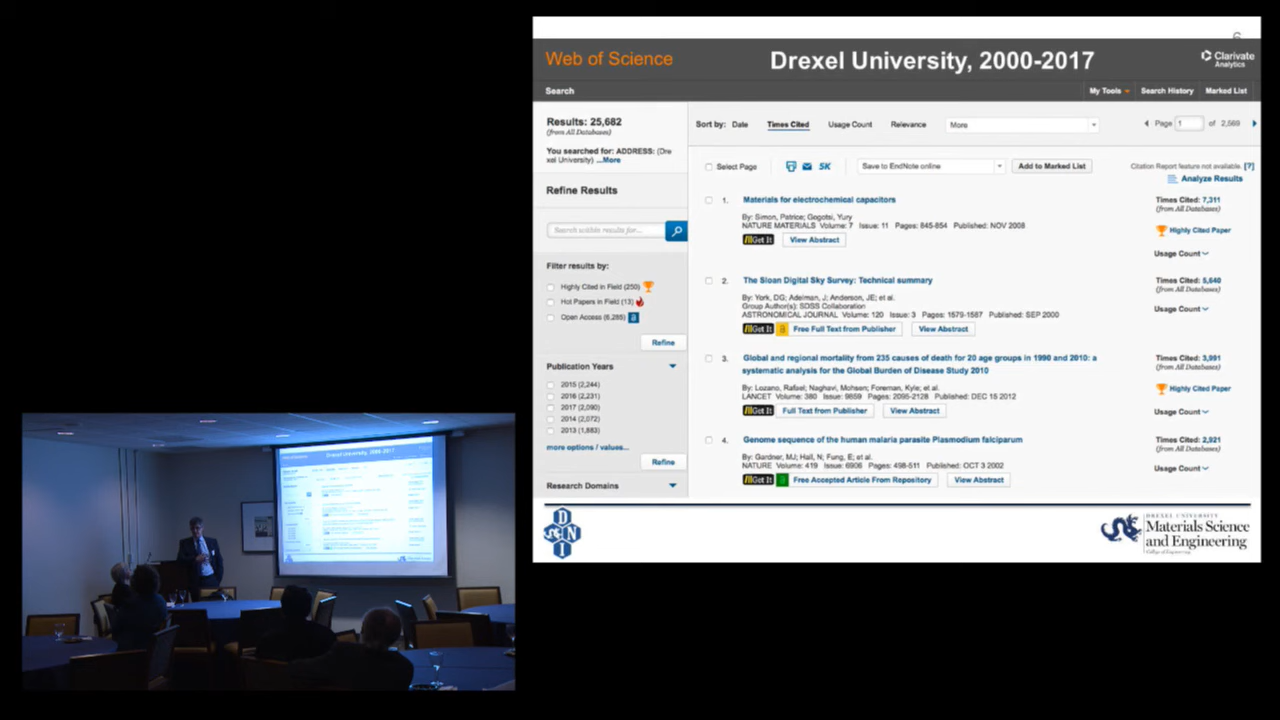 6
Web of Science
Drexel University, 2000-2017
Clarivate
Analytics
Search
My Tools
Search History
Marked List
Results: 25,682
(from All Databases)
You searched for: ADDRESS: (Dre
xel University) ...More
Refine Results
Search within results for...
Filter results by:
Highly Cited in Field (250)
Hot Papers in Field (13)
Open Access (6,285)
Refine
Publication Years
2015 (2,244)
2016 (2,231)
2017 (2,090)
2014 (2,072)
2013 (1,883)
more options / values...
Refine
Research Domains
Sort by: Date Times Cited Usage Count Relevance More
Page 1 of 2,569
Select Page
5K
Save to EndNote online
Add to Marked List
Citation Report feature not available. [?]
Analyze Results
1. Materials for electrochemical capacitors
By: Simon, Patrice; Gogotsi, Yury
NATURE MATERIALS Volume: 7 Issue: 11 Pages: 845-854 Published: NOV 2008
Get It View Abstract
Times Cited: 7,311
(from All Databases)
Highly Cited Paper
Usage Count
2. The Sloan Digital Sky Survey: Technical summary
By: York, DG; Adelman, J; Anderson, JE; et al.
Group Author(s): SDSS Collaboration
ASTRONOMICAL JOURNAL Volume: 120 Issue: 3 Pages: 1579-1587 Published: SEP 2000
Get It Free Full Text from Publisher View Abstract
Times Cited: 5,640
(from All Databases)
Usage Count
3. Global and regional mortality from 235 causes of death for 20 age groups in 1990 and 2010: a
systematic analysis for the Global Burden of Disease Study 2010
By: Lozano, Rafael; Naghavi, Mohsen; Foreman, Kyle; et al.
LANCET Volume: 380 Issue: 9859 Pages: 2095-2128 Published: DEC 15 2012
Get It Full Text from Publisher View Abstract
Times Cited: 3,991
(from All Databases)
Highly Cited Paper
Usage Count
4. Genome sequence of the human malaria parasite Plasmodium falciparum
By: Gardner, MJ; Hall, N; Fung, E; et al.
NATURE Volume: 419 Issue: 6906 Pages: 498-511 Published: OCT 3 2002
Get It Free Accepted Article From Repository View Abstract
Times Cited: 2,921
(from All Databases)
Usage Count
D
N
I
DREXEL UNIVERSITY
Materials Science
and Engineering
College of Engineering
Drexel University, 2000-2017